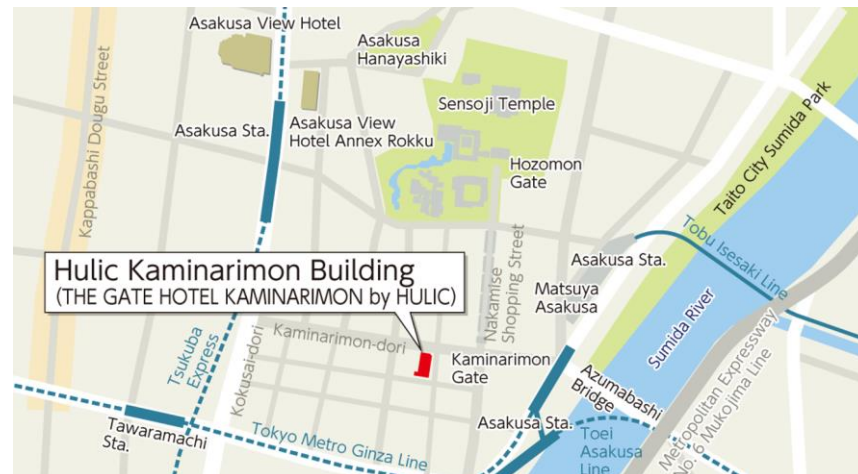 Asakusa View Hotel
Asakusa
Hanayashiki
Sensoji Temple
Asakusa Sta.
Asakusa View
Hotel Annex Rokku
Hozomon
Gate
Kappabashi Dougu Street
Taito City Sumida Park
Tobu Isesaki Line
Asakusa Sta.
Hulic Kaminarimon Building
(THE GATE HOTEL KAMINARIMON by HULIC)
Nakamise
Shopping Street
Matsuya
Asakusa
Sumida River
Tsukuba
Express
Kokusai-dori
Kaminarimon-dori
Kaminarimon
Gate
Azumabashi
Bridge
Metropolitan Expressway
No. 6 Mukojima Line
Tawaramachi
Sta.
Tokyo Metro Ginza Line
Asakusa Sta.
Toei
Asakusa
Line